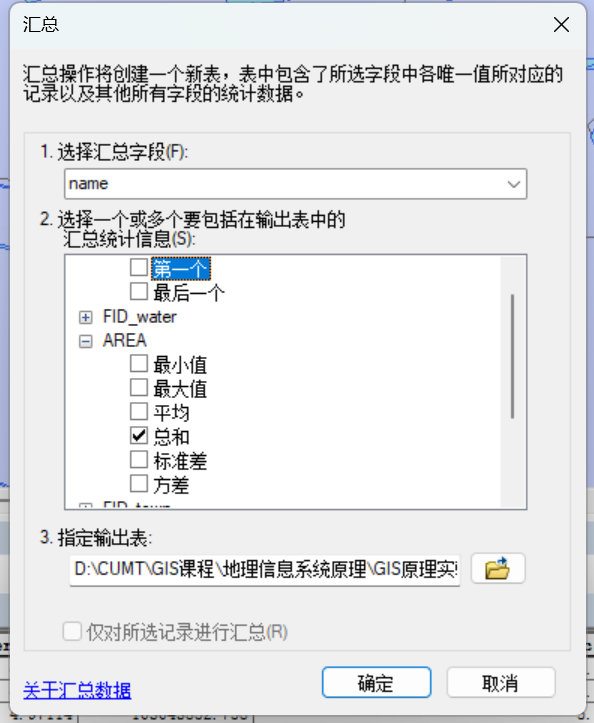 汇总
汇总操作将创建一个新表，表中包含了所选字段中各唯一值所对应的
记录以及其他所有字段的统计数据。
1. 选择汇总字段(F):
name
2. 选择一个或多个要包括在输出表中的
汇总统计信息(S):
第一个
最后一个
FID_water
AREA
最小值
最大值
平均
总和
标准差
方差
3. 指定输出表:
D:\CUMT\GIS课程\地理信息系统原理\GIS原理实
仅对所选记录进行汇总(R)
关于汇总数据
确定
取消